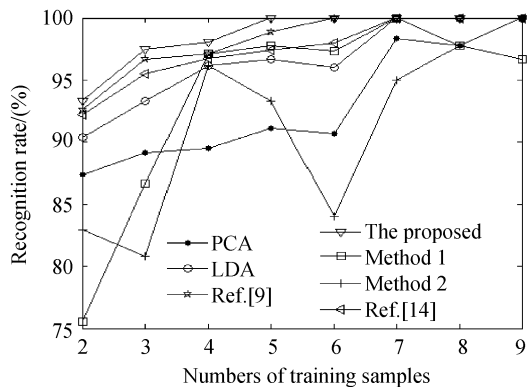 100
95
90
85
80
75
Recognition rate/(%)
PCA
LDA
Ref.[9]
The proposed
Method 1
Method 2
Ref.[14]
2 3 4 5 6 7 8 9
Numbers of training samples